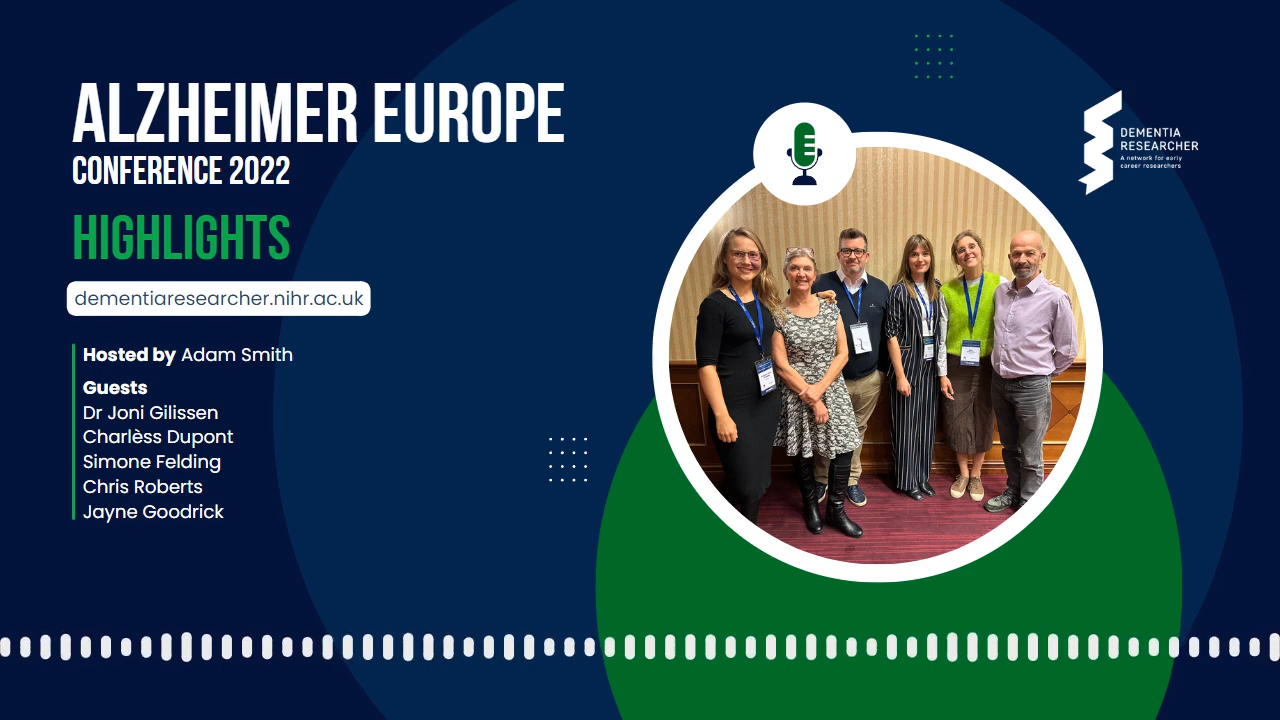 ALZHEIMER EUROPE
CONFERENCE 2022
HIGHLIGHTS
dementiaresearcher.nihr.ac.uk
Hosted by Adam Smith
Guests
Dr Joni Gilissen
Charlèss Dupont
Simone Felding
Chris Roberts
Jayne Goodrick
DEMENTIA
RESEARCHER
A network for early
career researchers